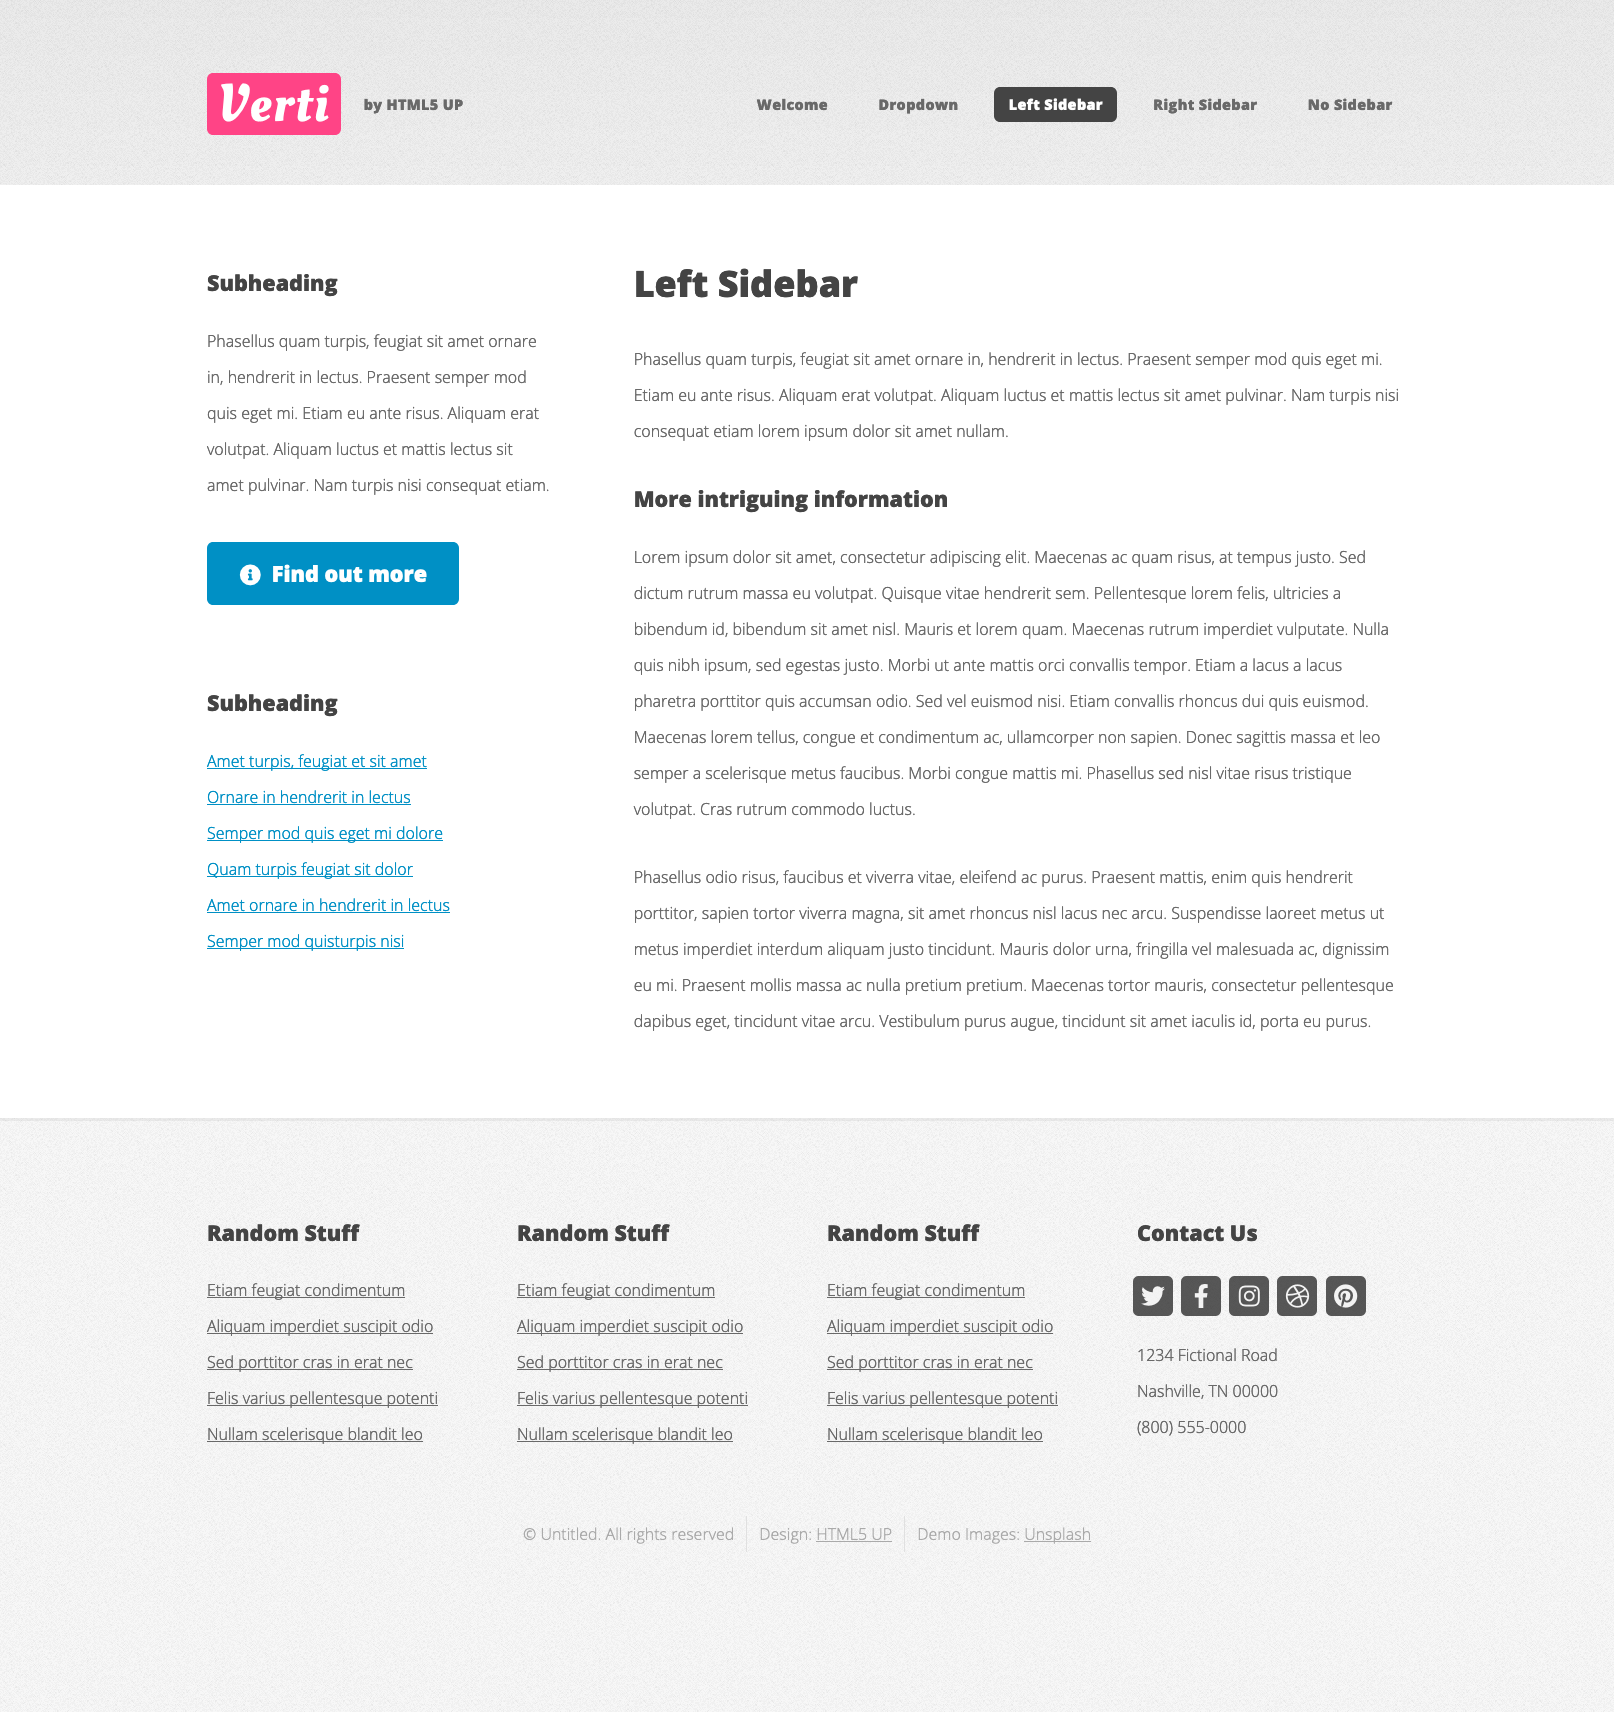 Verti
by HTML5 UP
Welcome
Dropdown
Left Sidebar
Right Sidebar
No Sidebar
Subheading
Phasellus quam turpis, feugiat sit amet ornare
in, hendrerit in lectus. Praesent semper mod
quis eget mi. Etiam eu ante risus. Aliquam erat
volutpat. Aliquam luctus et mattis lectus sit
amet pulvinar. Nam turpis nisi consequat etiam.
Find out more
Subheading
Amet turpis, feugiat et sit amet
Ornare in hendrerit in lectus
Semper mod quis eget mi dolore
Quam turpis feugiat sit dolor
Amet ornare in hendrerit in lectus
Semper mod quisturpis nisi
Left Sidebar
Phasellus quam turpis, feugiat sit amet ornare in, hendrerit in lectus. Praesent semper mod quis eget mi.
Etiam eu ante risus. Aliquam erat volutpat. Aliquam luctus et mattis lectus sit amet pulvinar. Nam turpis nisi
consequat etiam lorem ipsum dolor sit amet nullam.
More intriguing information
Lorem ipsum dolor sit amet, consectetur adipiscing elit. Maecenas ac quam risus, at tempus justo. Sed
dictum rutrum massa eu volutpat. Quisque vitae hendrerit sem. Pellentesque lorem felis, ultricies a
bibendum id, bibendum sit amet nisl. Mauris et lorem quam. Maecenas rutrum imperdiet vulputate. Nulla
quis nibh ipsum, sed egestas justo. Morbi ut ante mattis orci convallis tempor. Etiam a lacus a lacus
pharetra porttitor quis accumsan odio. Sed vel euismod nisi. Etiam convallis rhoncus dui quis euismod.
Maecenas lorem tellus, congue et condimentum ac, ullamcorper non sapien. Donec sagittis massa et leo
semper a scelerisque metus faucibus. Morbi congue mattis mi. Phasellus sed nisl vitae risus tristique
volutpat. Cras rutrum commodo luctus.
Phasellus odio risus, faucibus et viverra vitae, eleifend ac purus. Praesent mattis, enim quis hendrerit
porttitor, sapien tortor viverra magna, sit amet rhoncus nisl lacus nec arcu. Suspendisse laoreet metus ut
metus imperdiet interdum aliquam justo tincidunt. Mauris dolor urna, fringilla vel malesuada ac, dignissim
eu mi. Praesent mollis massa ac nulla pretium pretium. Maecenas tortor mauris, consectetur pellentesque
dapibus eget, tincidunt vitae arcu. Vestibulum purus augue, tincidunt sit amet iaculis id, porta eu purus.
Random Stuff
Etiam feugiat condimentum
Aliquam imperdiet suscipit odio
Sed porttitor cras in erat nec
Felis varius pellentesque potenti
Nullam scelerisque blandit leo
Random Stuff
Etiam feugiat condimentum
Aliquam imperdiet suscipit odio
Sed porttitor cras in erat nec
Felis varius pellentesque potenti
Nullam scelerisque blandit leo
Random Stuff
Etiam feugiat condimentum
Aliquam imperdiet suscipit odio
Sed porttitor cras in erat nec
Felis varius pellentesque potenti
Nullam scelerisque blandit leo
Contact Us
1234 Fictional Road
Nashville, TN 00000
(800) 555-0000
© Untitled. All rights reserved
Design: HTML5 UP
Demo Images: Unsplash